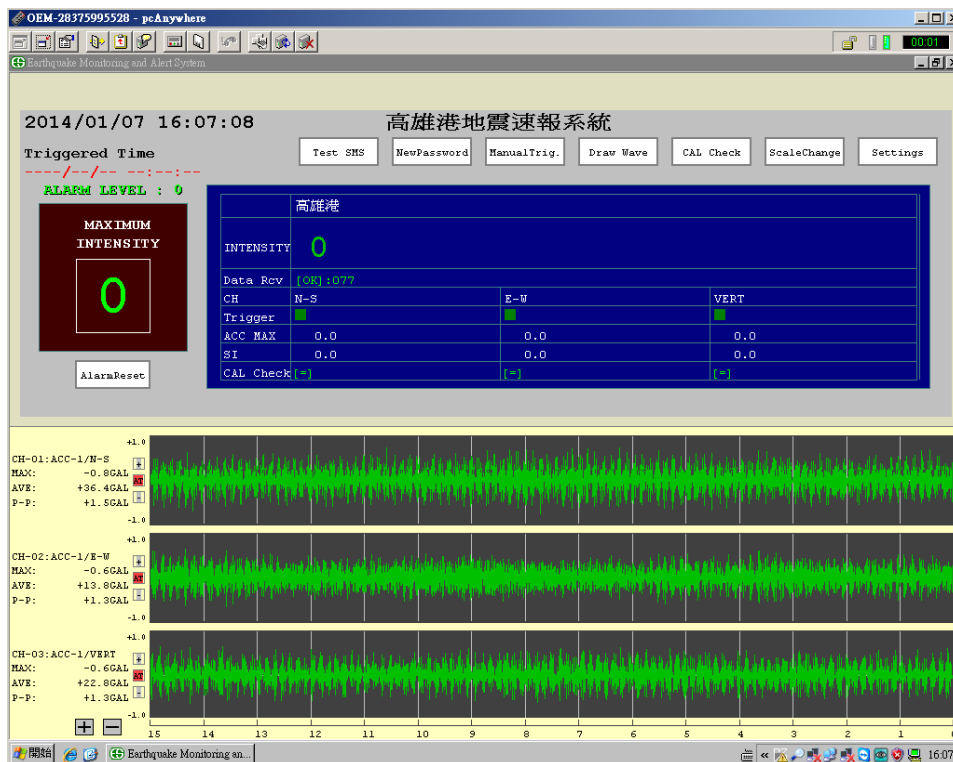 OEM-28375995528 - pcAnywhere
00:01
Earthquake Monitoring and Alert System
2014/01/07 16:07:08
高雄港地震速報系統
Triggered Time
Test SMS
NewPassword
ManualTrig.
Draw Wave
CAL Check
ScaleChange
Settings
----/--/-- --:--:--
ALARM LEVEL : 0
MAXIMUM
INTENSITY
0
AlarmReset
高雄港
INTENSITY 0
Data Rcv [OK]:077
CH N-S E-W VERT
Trigger
ACC MAX 0.0 0.0 0.0
SI 0.0 0.0 0.0
CAL Check [=] [=] [=]
+1.0
CH-01:ACC-1/N-S
MAX: -0.8GAL
AT
AVE: +36.4GAL
P-P: +1.5GAL
-1.0
+1.0
CH-02:ACC-1/E-W
MAX: -0.6GAL
AT
AVE: +13.8GAL
P-P: +1.3GAL
-1.0
+1.0
CH-03:ACC-1/VERT
MAX: -0.6GAL
AT
AVE: +22.8GAL
P-P: +1.3GAL
-1.0
15 14 13 12 11 10 9 8 7 6 5 4 3 2 1 0
開始
Earthquake Monitoring an...
16:07